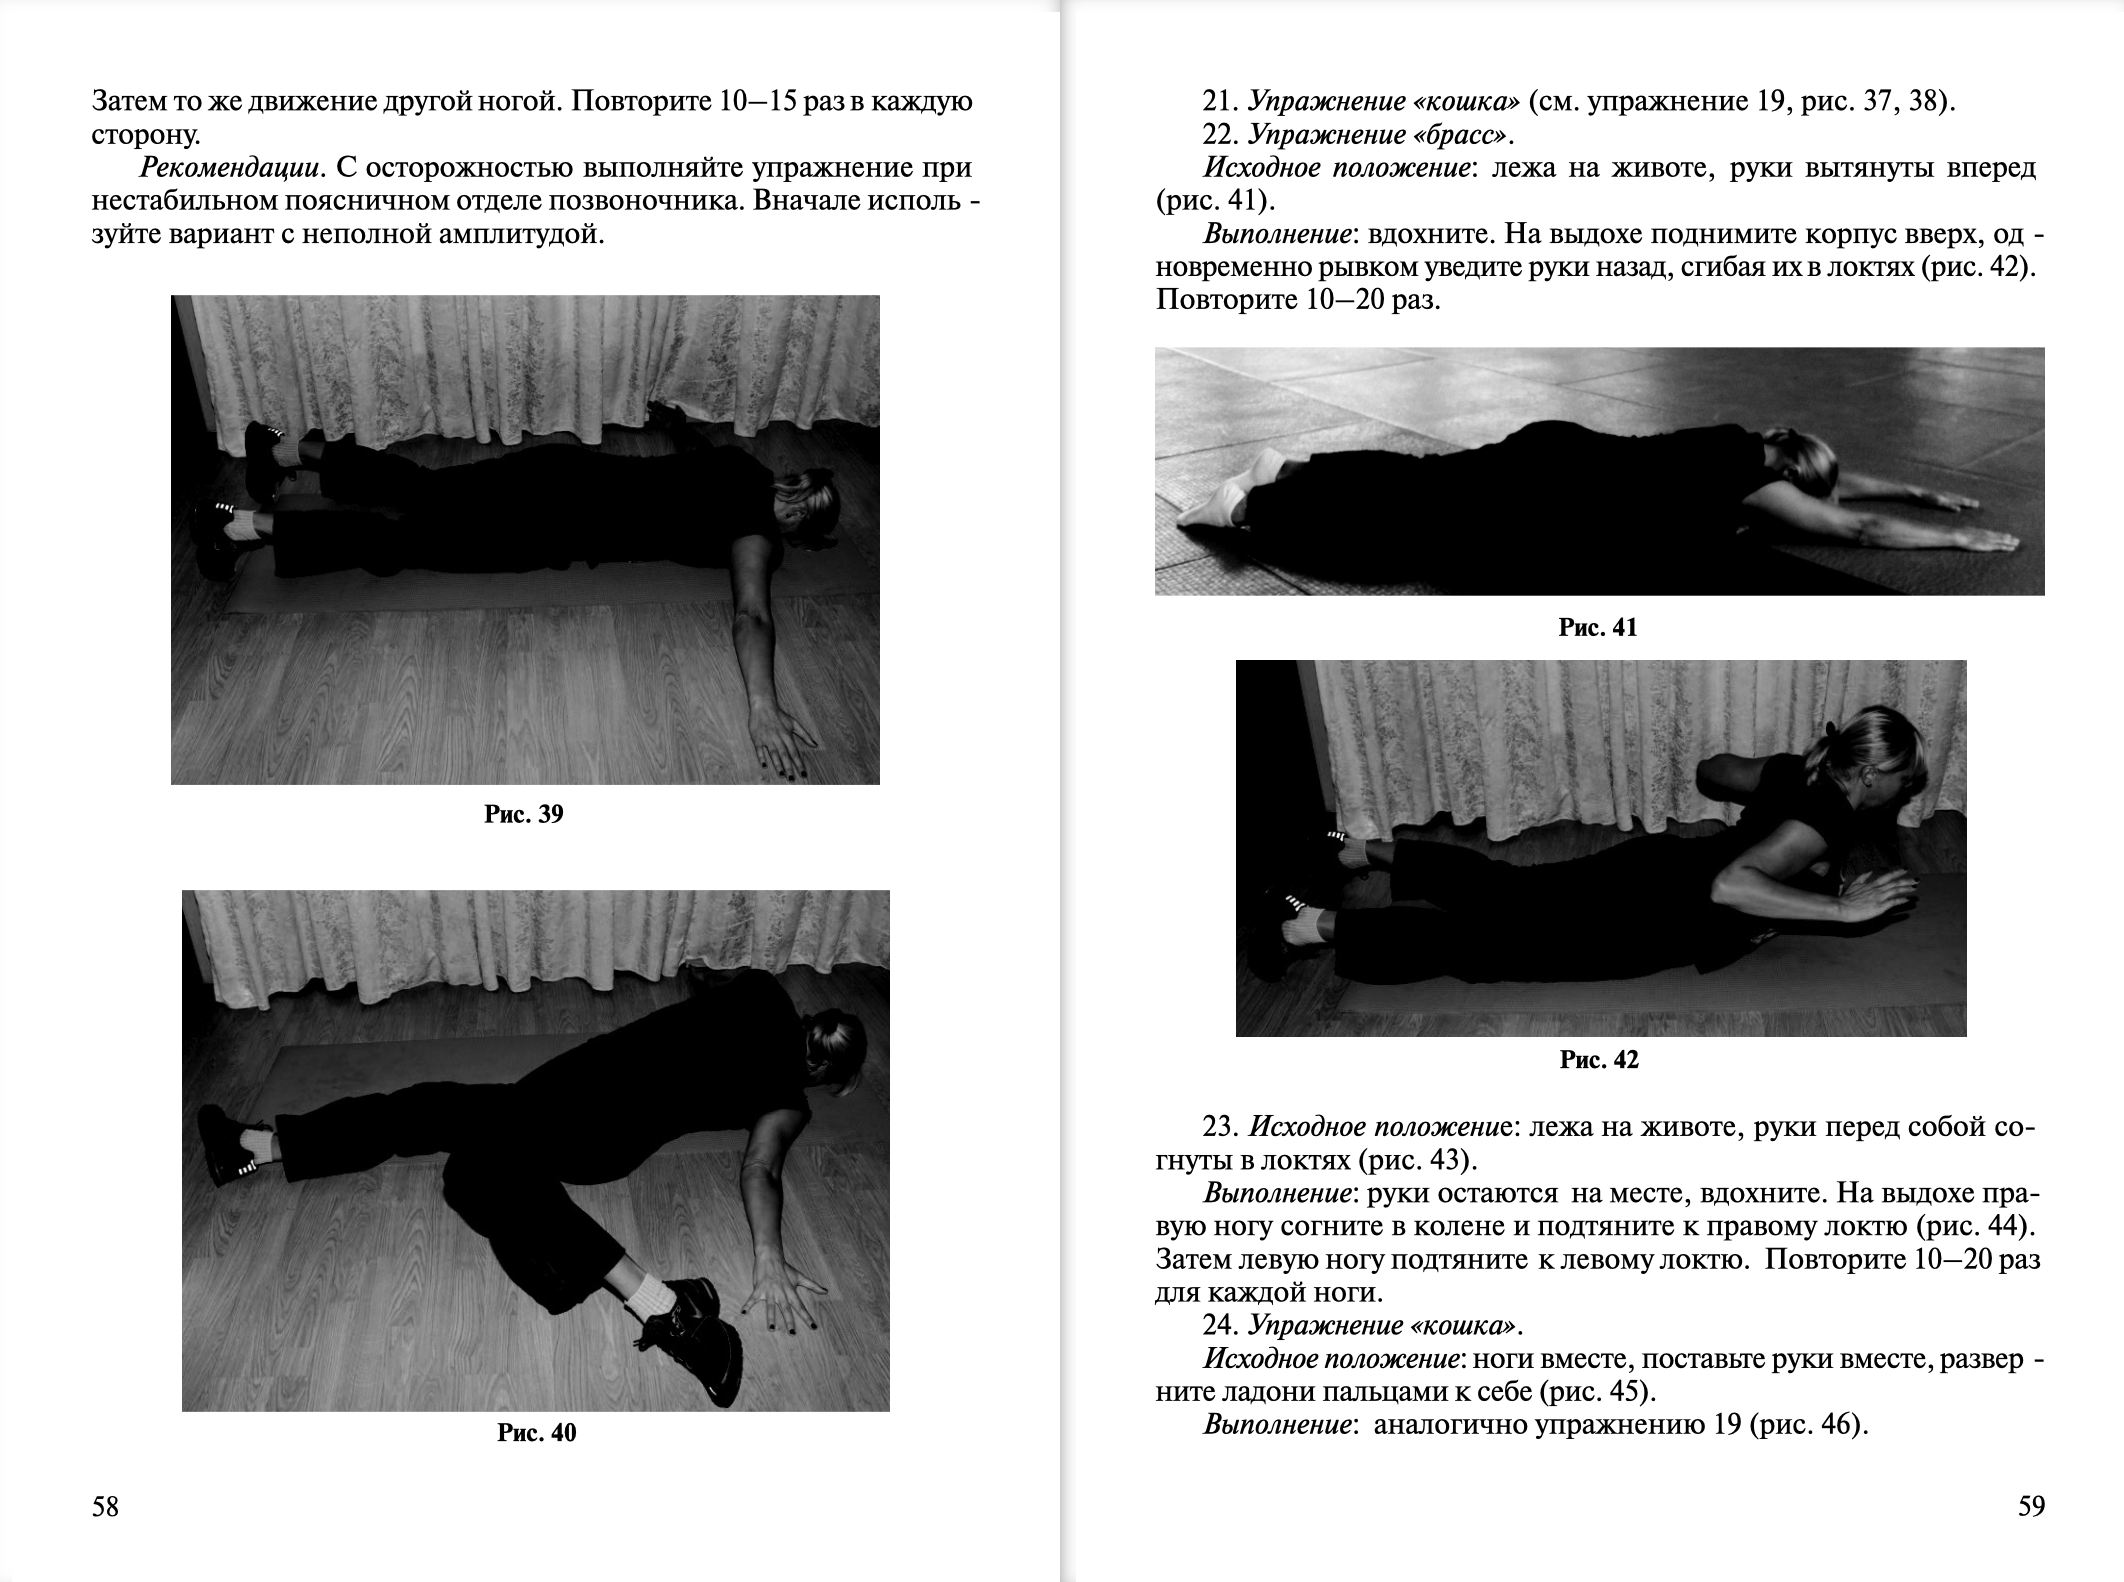 Затем то же движение другой ногой. Повторите 10—15 раз в каждую
сторону.
Рекомендации. С осторожностью выполняйте упражнение при
нестабильном поясничном отделе позвоночника. Вначале исполь -
зуйте вариант с неполной амплитудой.
Рис. 39
Рис. 40
58
21. Упражнение «кошка» (см. упражнение 19, рис. 37, 38).
22. Упражнение «брасс».
Исходное положение: лежа на животе, руки вытянуты вперед
(рис. 41).
Выполнение: вдохните. На выдохе поднимите корпус вверх, од -
новременно рывком уведите руки назад, сгибая их в локтях (рис. 42).
Повторите 10—20 раз.
Рис. 41
Рис. 42
23. Исходное положение: лежа на животе, руки перед собой со-
гнуты в локтях (рис. 43).
Выполнение: руки остаются на месте, вдохните. На выдохе пра-
вую ногу согните в колене и подтяните к правому локтю (рис. 44).
Затем левую ногу подтяните к левому локтю. Повторите 10—20 раз
для каждой ноги.
24. Упражнение «кошка».
Исходное положение: ноги вместе, поставьте руки вместе, развер -
ните ладони пальцами к себе (рис. 45).
Выполнение: аналогично упражнению 19 (рис. 46).
59